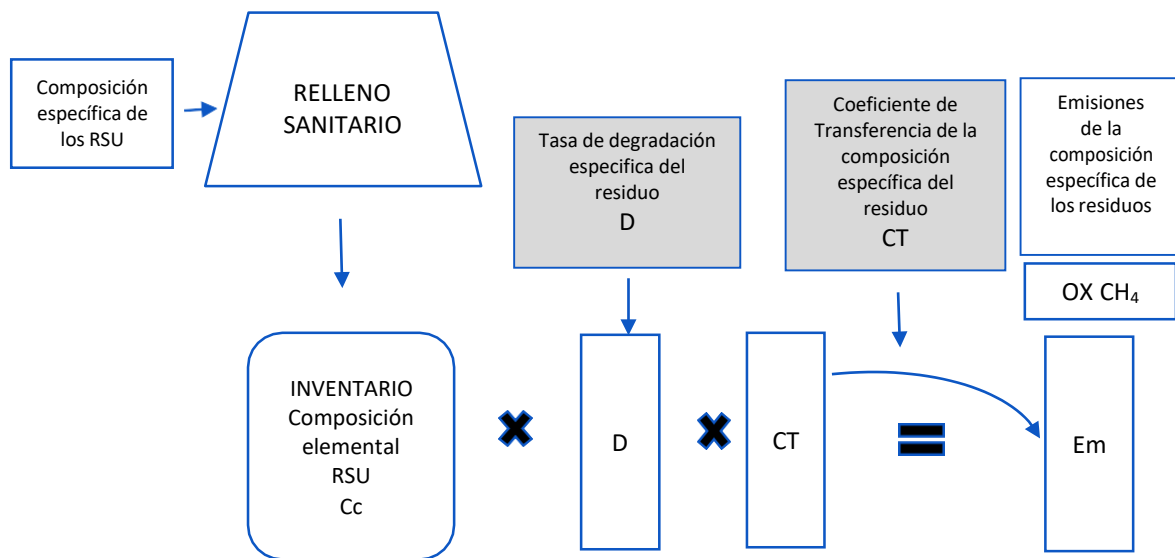 Composición
específica de
los RSU
RELLENO
SANITARIO
Tasa de degradación
especifica del
residuo
D
Coeficiente de
Transferencia de la
composición
específica del
residuo
CT
Emisiones
de la
composición
específica de
los residuos
OX CH₄
INVENTARIO
Composición
elemental
RSU
Cc
D
CT
Em